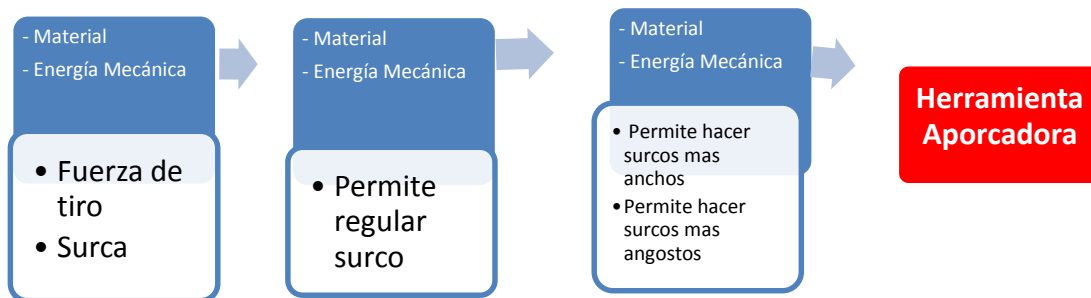 - Material
- Energía Mecánica
• Fuerza de
tiro
• Surca
- Material
- Energía Mecánica
• Permite
regular
surco
- Material
- Energía Mecánica
• Permite hacer
surcos mas
anchos
• Permite hacer
surcos mas
angostos
Herramienta
Aporcadora